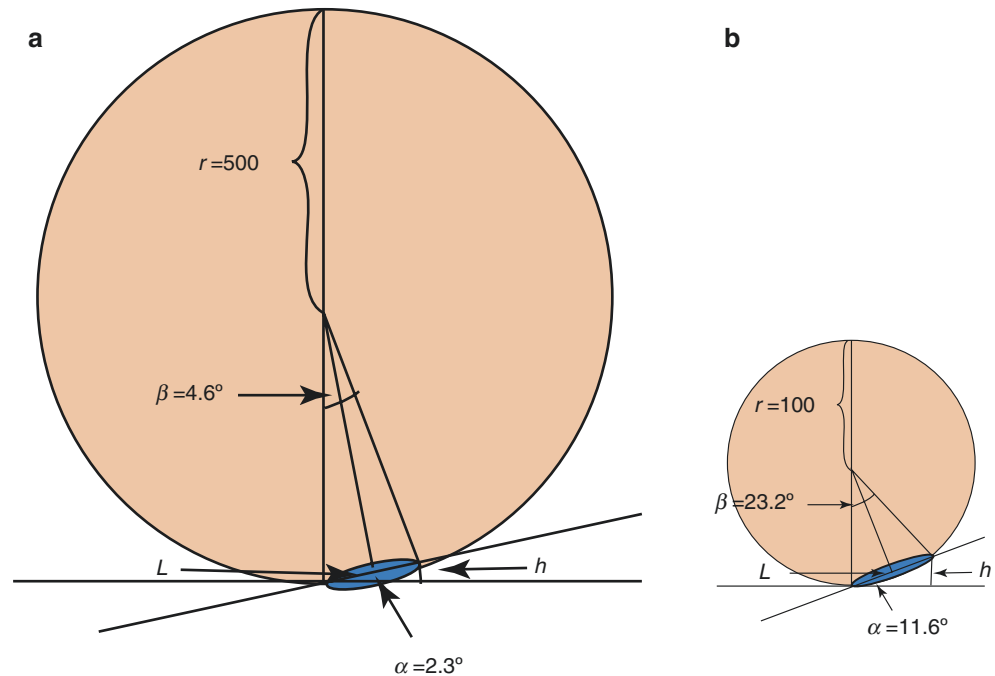 a
r=500
β=4.6º
L
h
α=2.3º
b
r=100
β=23.2º
L
h
α=11.6º